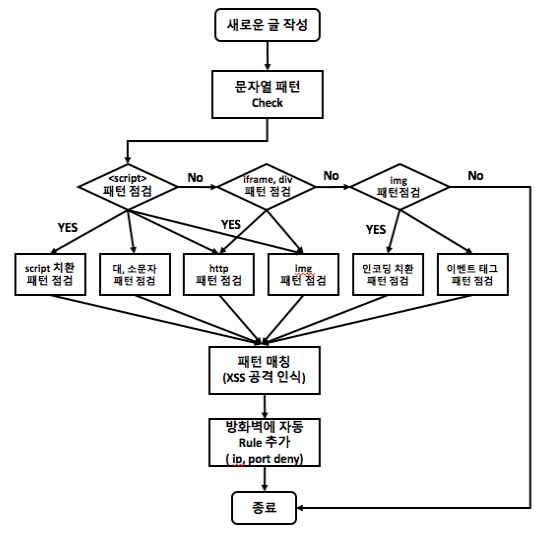 새로운 글 작성
문자열 패턴
Check
<script>
패턴 점검
No
iframe, div
패턴 점검
No
img
패턴점검
No
YES
YES
YES
script 치환
패턴 점검
대, 소문자
패턴 점검
http
패턴 점검
img
패턴 점검
인코딩 치환
패턴 점검
이벤트 태그
패턴 점검
패턴 매칭
(XSS 공격 인식)
방화벽에 자동
Rule 추가
( ip, port deny)
종료